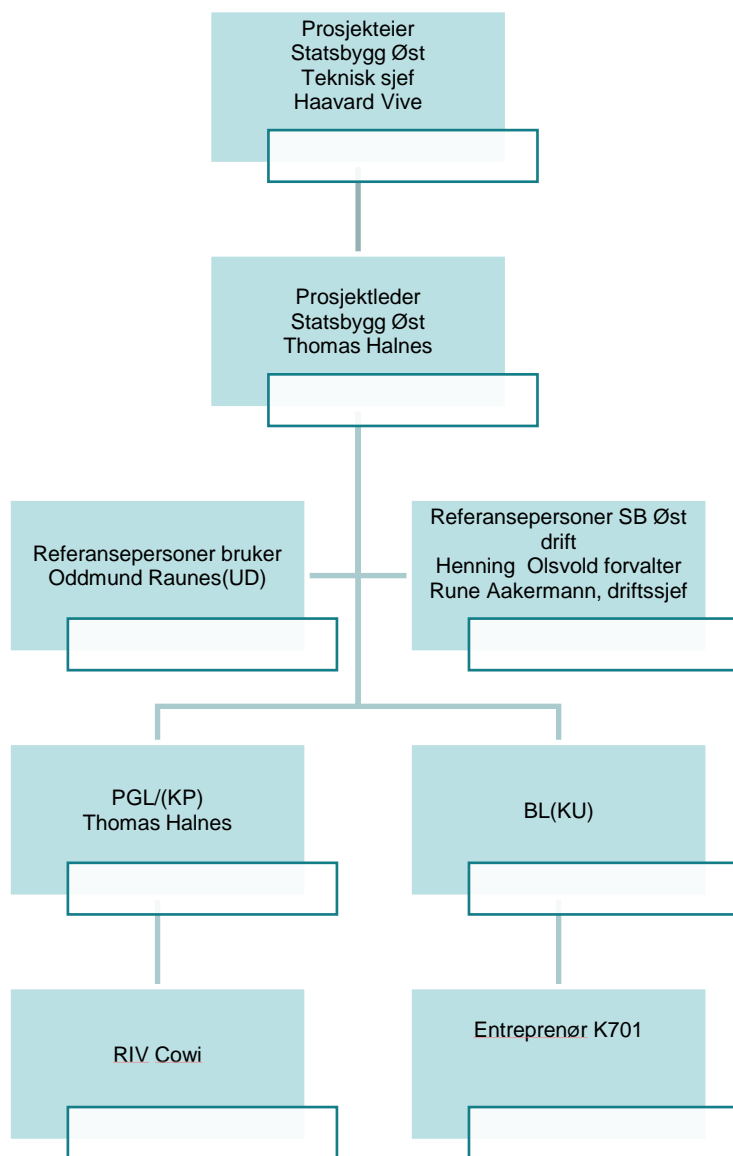 Prosjekteier
Statsbygg Øst
Teknisk sjef
Haavard Vive
Prosjektleder
Statsbygg Øst
Thomas Halnes
Referansepersoner bruker
Oddmund Raunes(UD)
Referansepersoner SB Øst
drift
Henning  Olsvold forvalter
Rune Aakermann, driftssjef
PGL/(KP)
Thomas Halnes
BL(KU)
RIV Cowi
Entreprenør K701